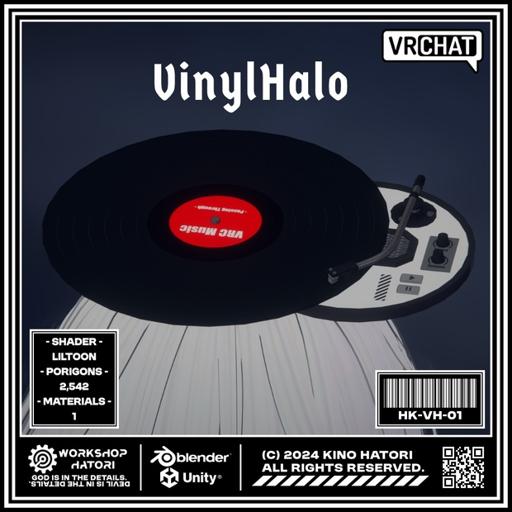 VRCHAT
VinylHalo
- Passing Through -
VRC Music
- SHADER -
LILTOON
- PORIGONS -
2,542
- MATERIALS -
1
HK-VH-01
WORKSHOP
HATORI
GOD IS IN THE DETAILS.
DEVIL IS IN THE DETAILS.
blender
Unity®
(C) 2024 KINO HATORI
ALL RIGHTS RESERVED.